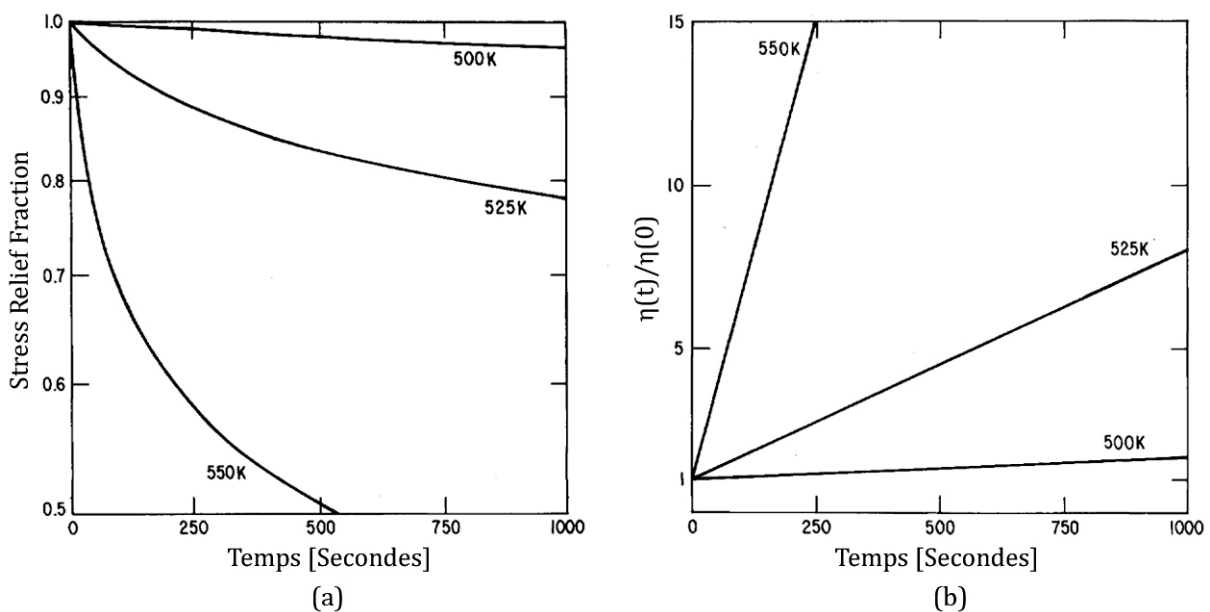 Stress Relief Fraction
1.0
0.9
0.8
0.7
0.6
0.5
500K
525K
550K
0 250 500 750 1000
Temps [Secondes]
(a)
η(t)/η(0)
15
10
5
1
550K
525K
500K
0 250 500 750 1000
Temps [Secondes]
(b)